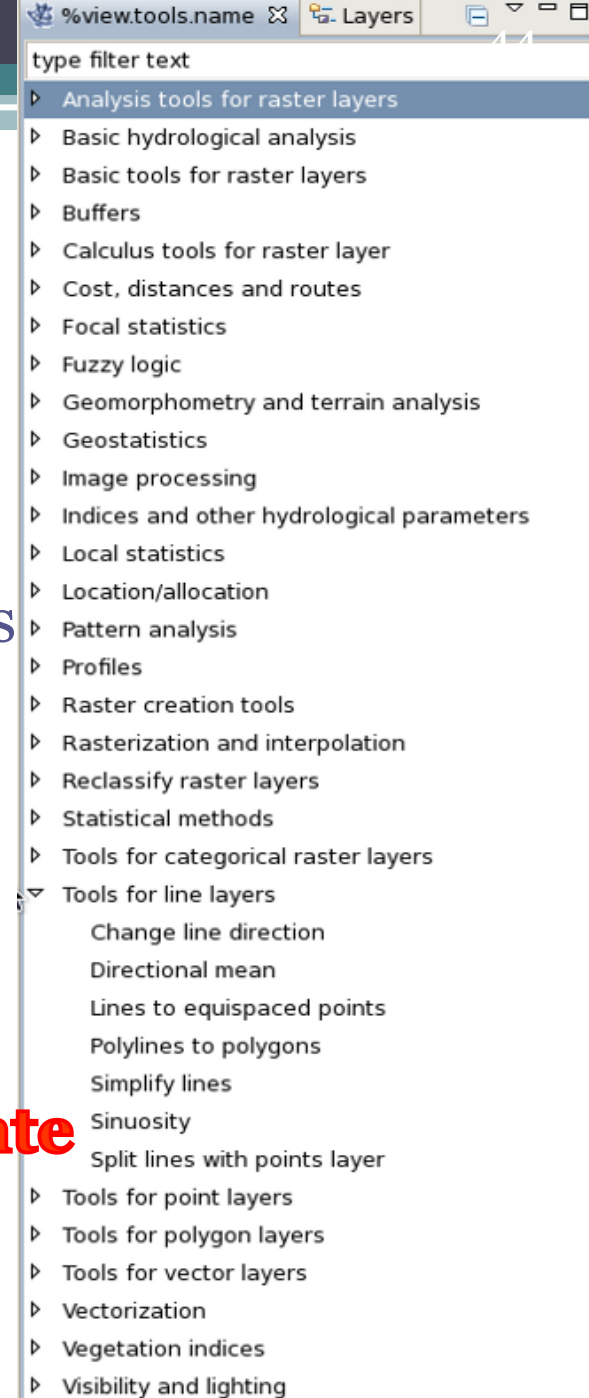 %view.tools.name Layers
44
type filter text
Analysis tools for raster layers
Basic hydrological analysis
Basic tools for raster layers
Buffers
Calculus tools for raster layer
Cost, distances and routes
Focal statistics
Fuzzy logic
Geomorphometry and terrain analysis
Geostatistics
Image processing
Indices and other hydrological parameters
Local statistics
Location/allocation
Pattern analysis
Profiles
Raster creation tools
Rasterization and interpolation
Reclassify raster layers
Statistical methods
Tools for categorical raster layers
Tools for line layers
Change line direction
Directional mean
Lines to equispaced points
Polylines to polygons
Simplify lines
Sinuosity
Split lines with points layer
Tools for point layers
Tools for polygon layers
Tools for vector layers
Vectorization
Vegetation indices
Visibility and lighting